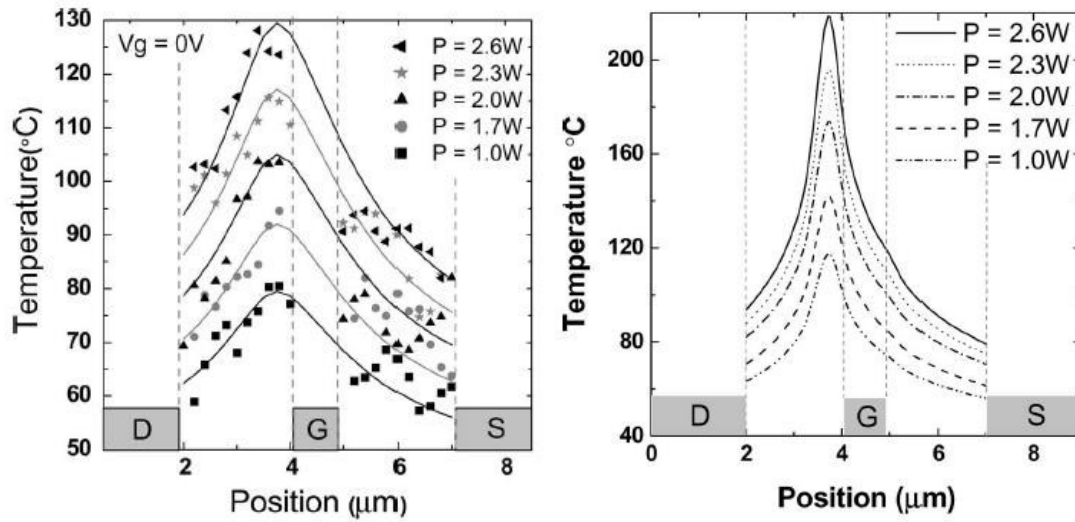 Vg = 0V
P = 2.6W
P = 2.3W
P = 2.0W
P = 1.7W
P = 1.0W
130
120
110
100
90
80
70
60
50
Temperature(°C)
D
G
S
2
4
6
8
Position (μm)
P = 2.6W
P = 2.3W
P = 2.0W
P = 1.7W
P = 1.0W
200
160
120
80
40
Temperature °C
D
G
S
0
2
4
6
8
Position (μm)